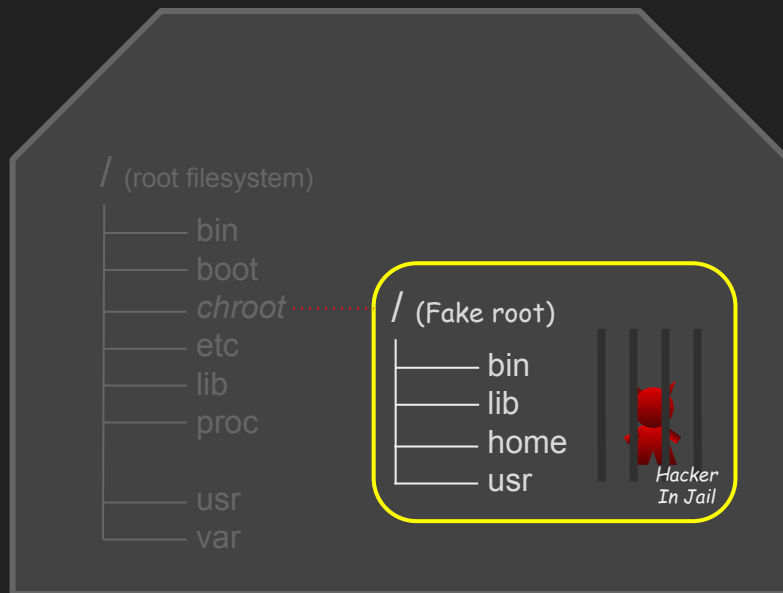 / (root filesystem)
bin
boot
chroot
etc
lib
proc
usr
var
/ (Fake root)
bin
lib
home
usr
Hacker
In Jail